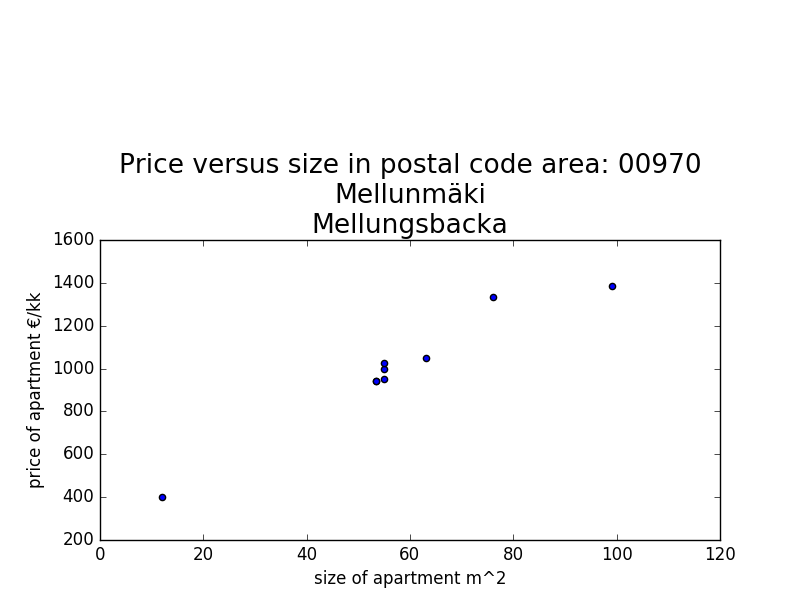 Price versus size in postal code area: 00970
Mellunmäki
Mellungsbacka
1600
1400
1200
1000
800
600
400
200
price of apartment €/kk
0 20 40 60 80 100 120
size of apartment m^2